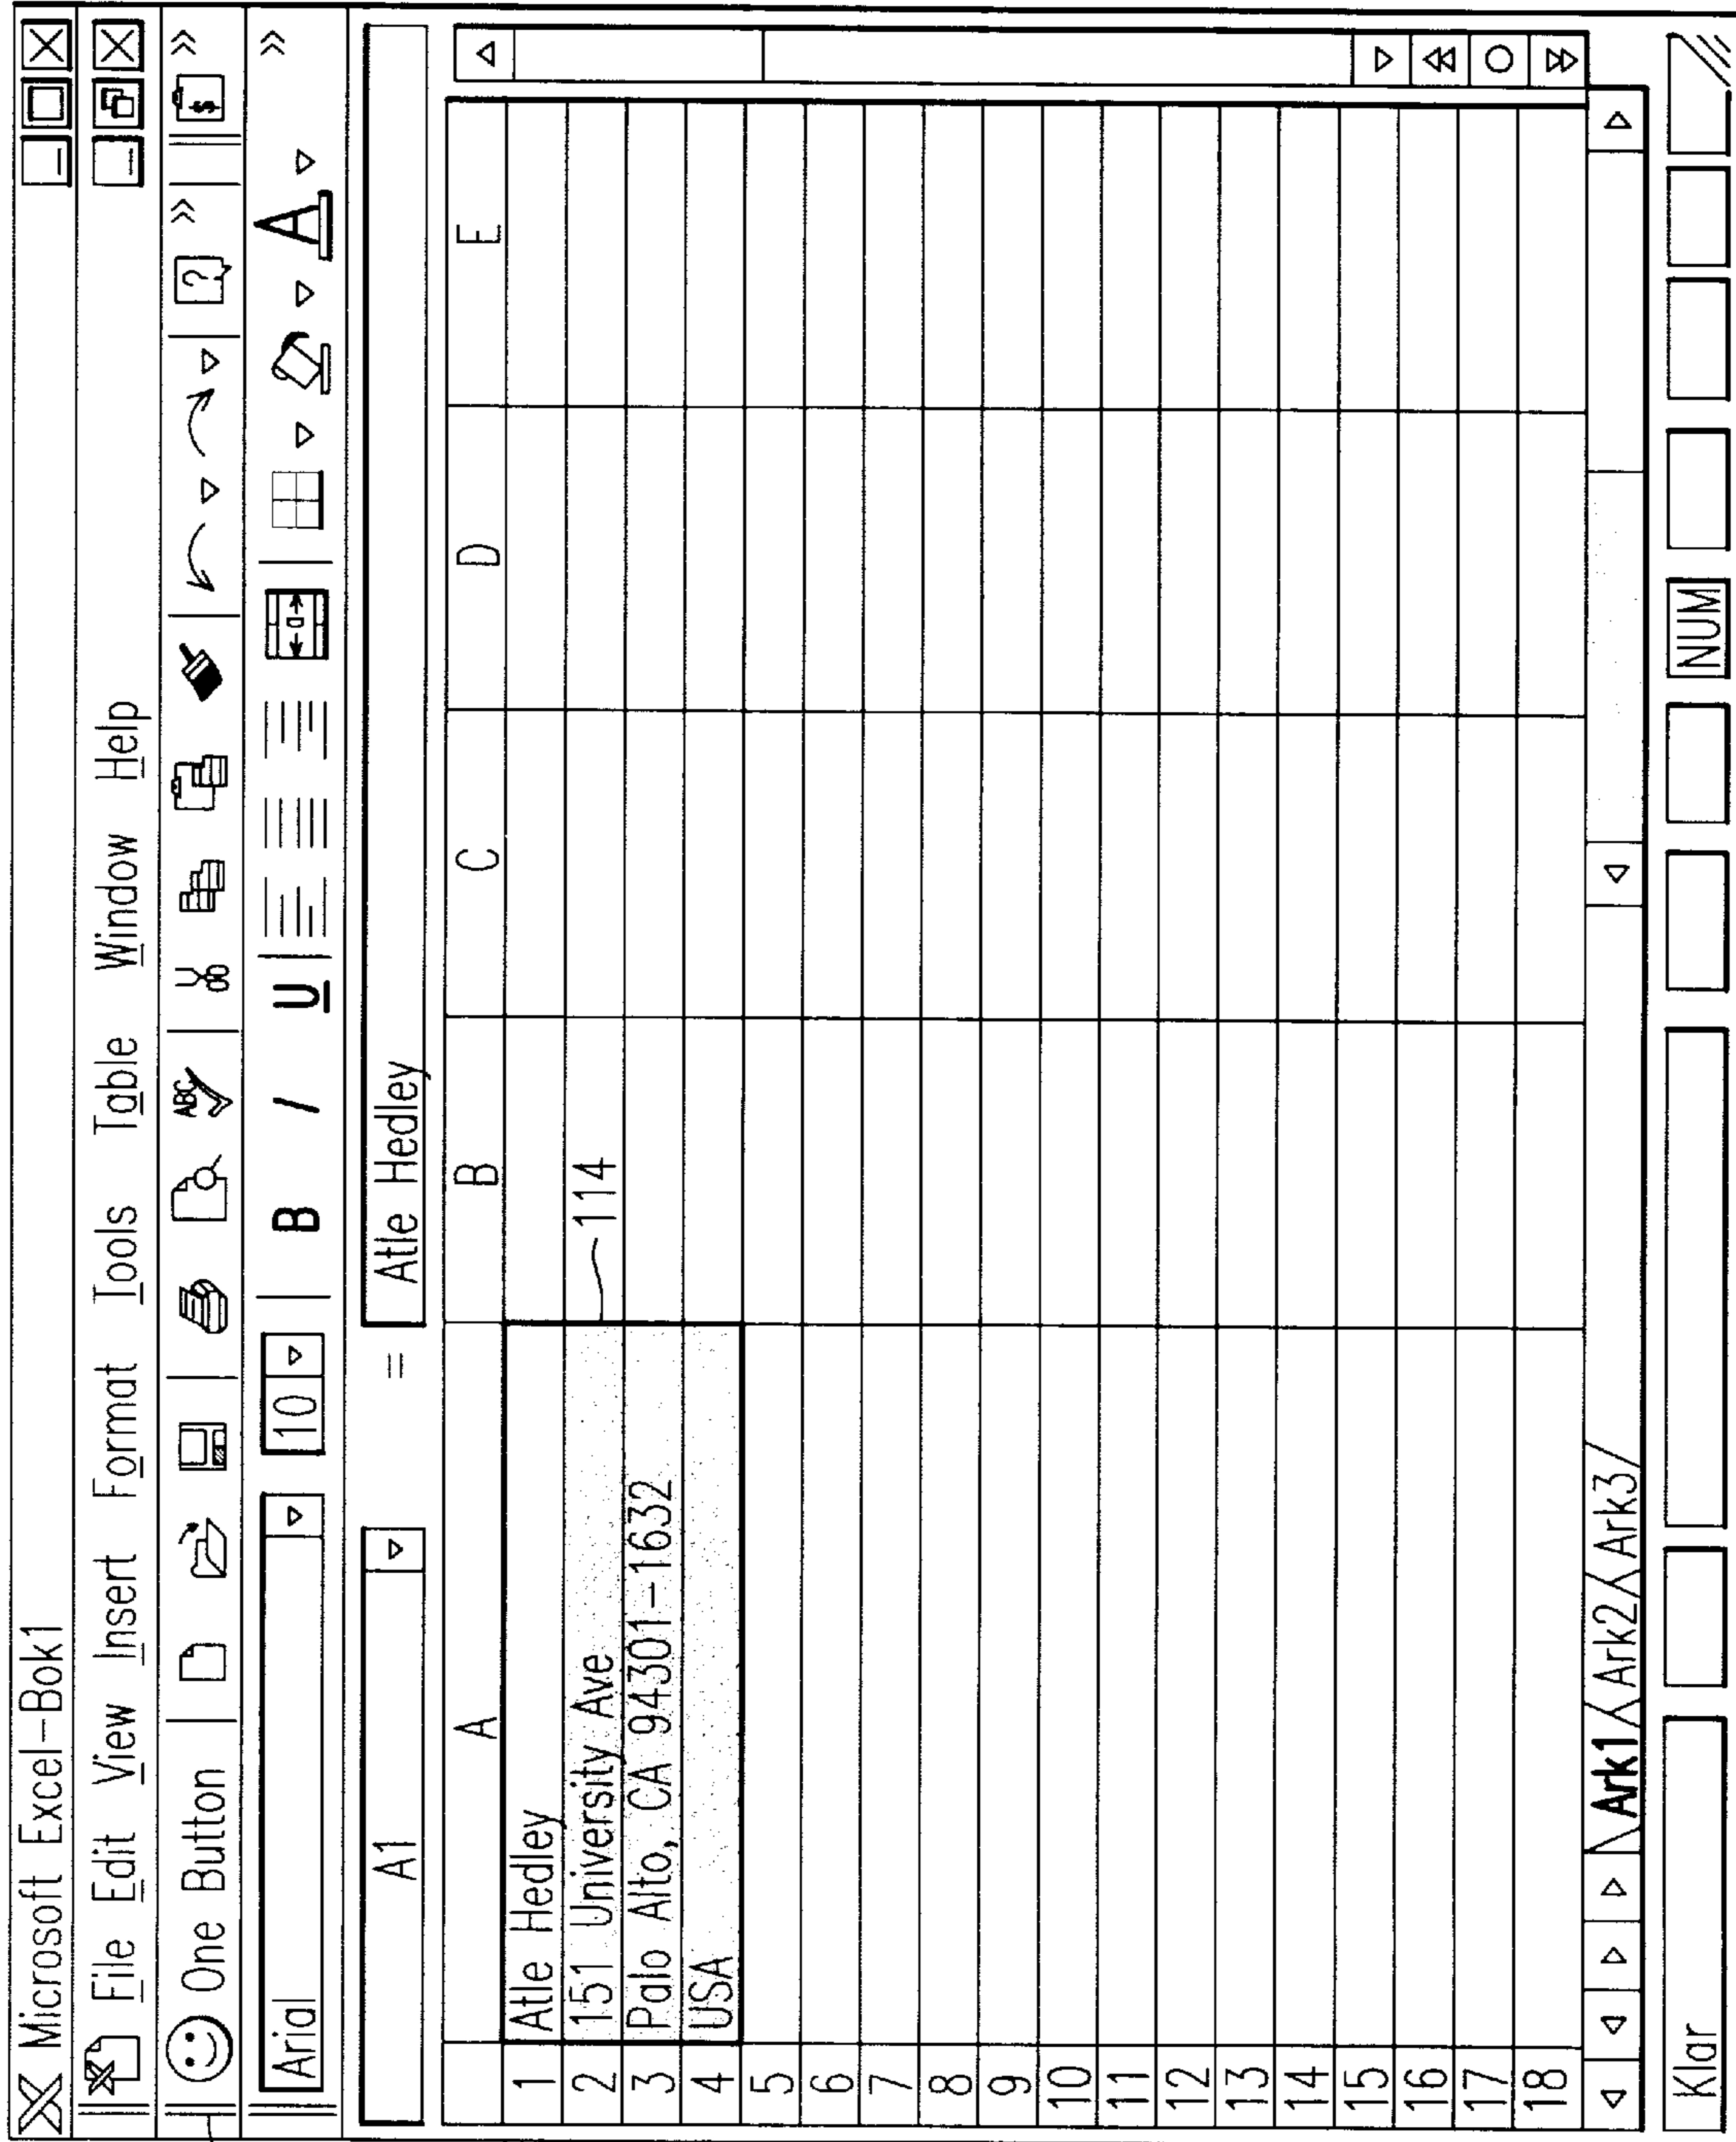 Microsoft Excel-Bok1
File Edit View Insert Format Tools Table Window Help
One Button ABC ? $
Arial 10 B / U A
A1 = Atle Hedley
A B C D E
1 Atle Hedley
2 151 University Ave 114
3 Palo Alto, CA 94301-1632
4 USA
5
6
7
8
9
10
11
12
13
14
15
16
17
18
Ark1 Ark2 Ark3
Klar NUM